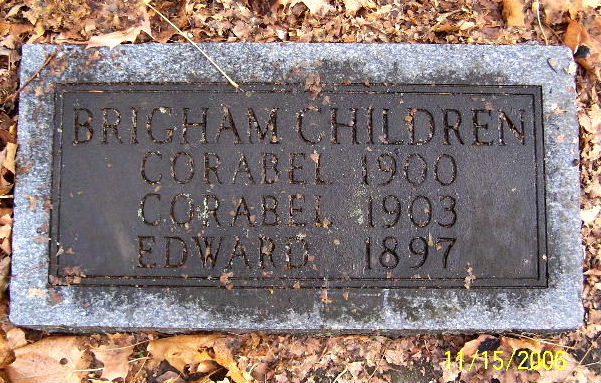 BRIGHAM CHILDREN
CORABEL 1900
CORABEL 1903
EDWARD 1897
11/15/2006